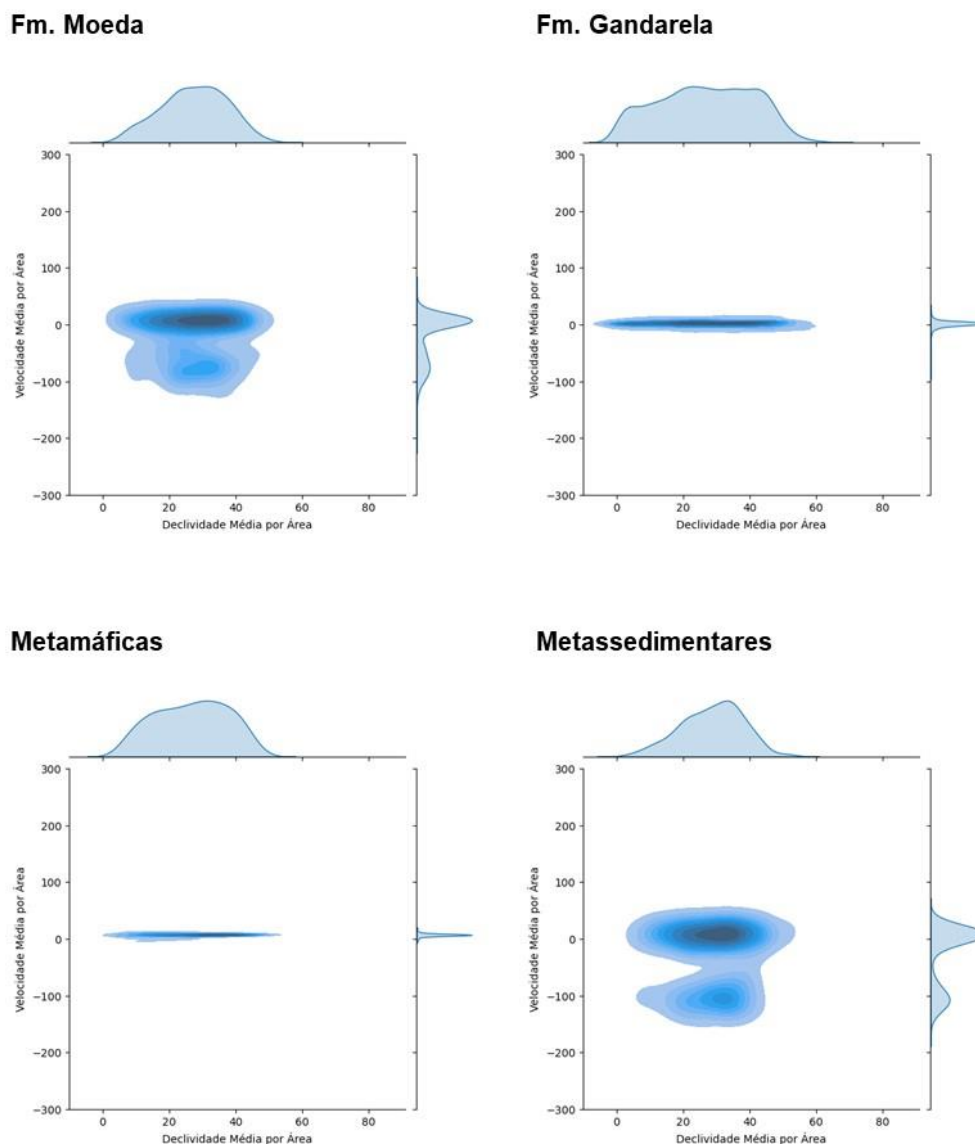 Fm. Moeda
Fm. Gandarela
300
200
100
0
−100
−200
−300
Velocidade Média por Área
0 20 40 60 80
Declividade Média por Área
300
200
100
0
−100
−200
−300
Velocidade Média por Área
0 20 40 60 80
Declividade Média por Área
Metamáficas
Metassedimentares
300
200
100
0
−100
−200
−300
Velocidade Média por Área
0 20 40 60 80
Declividade Média por Área
300
200
100
0
−100
−200
−300
Velocidade Média por Área
0 20 40 60 80
Declividade Média por Área